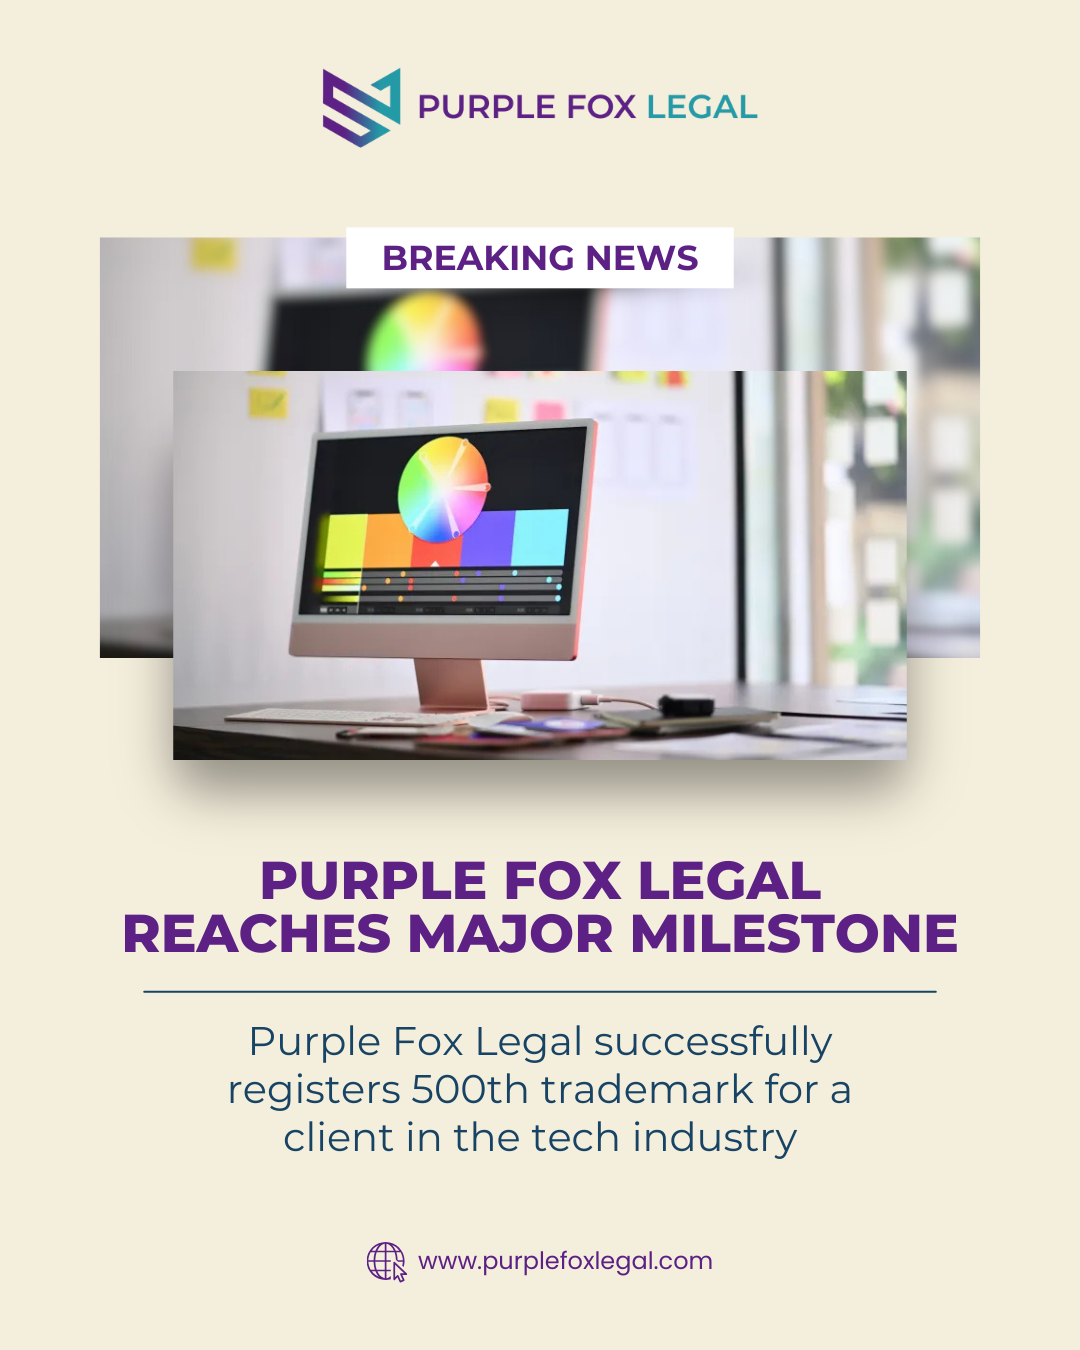 PURPLE FOX LEGAL
BREAKING NEWS
PURPLE FOX LEGAL
REACHES MAJOR MILESTONE
Purple Fox Legal successfully
registers 500th trademark for a
client in the tech industry
www.purplefoxlegal.com